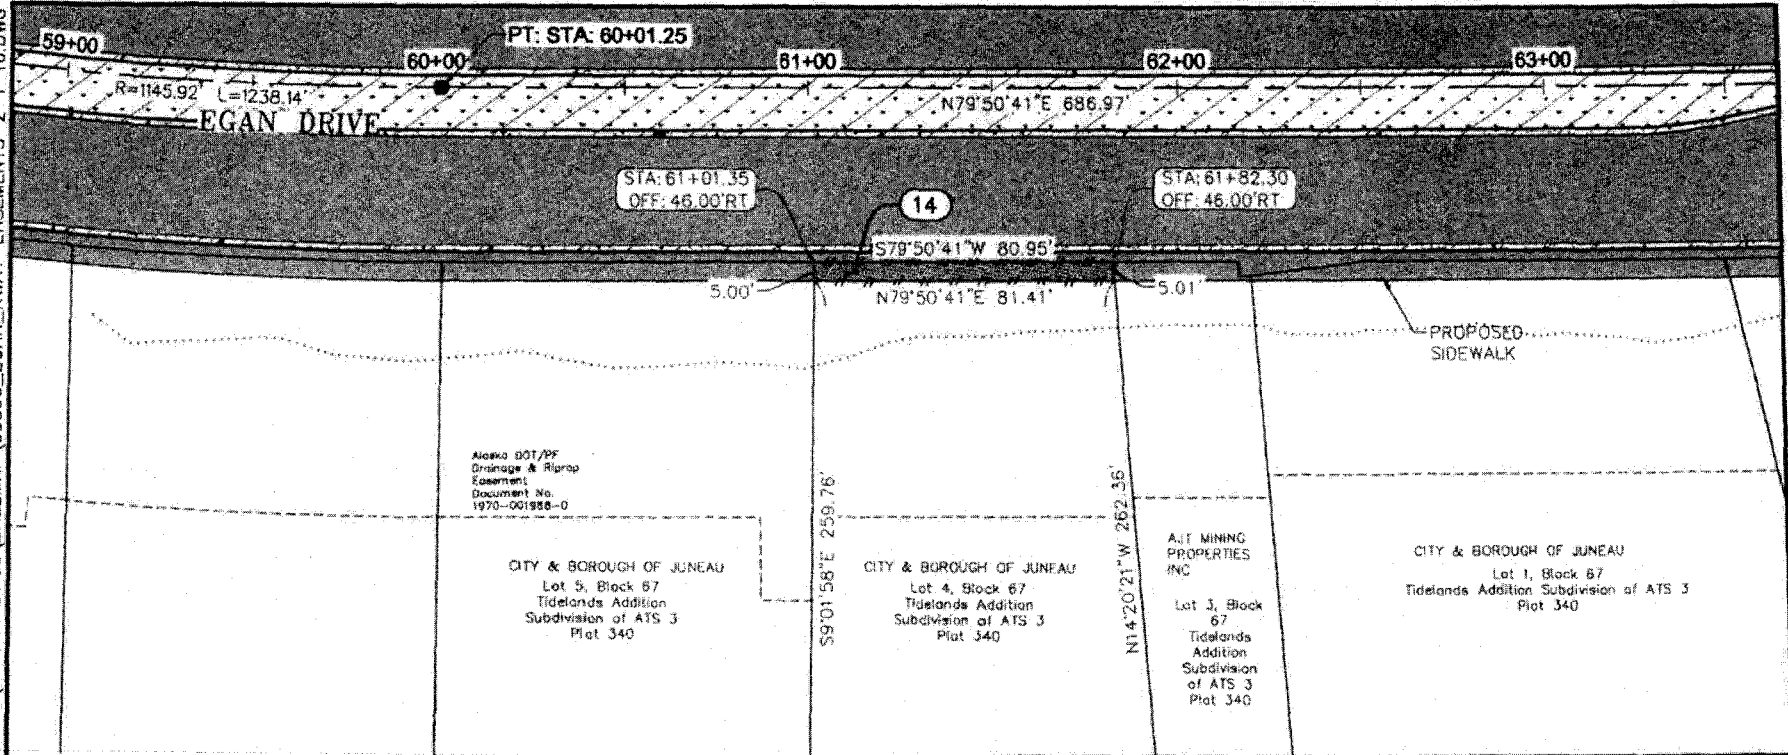 59+00
PT: STA: 60+01.25
60+00
61+00
62+00
63+00
R=1145.92' L=1238.14'
N79°50'41"E 686.97'
EGAN DRIVE
STA: 61+01.35
OFF: 46.00'RT
14
STA: 61+82.30
OFF: 46.00'RT
S79°50'41"W 80.95'
5.00'
N79°50'41"E 81.41'
5.01'
PROPOSED
SIDEWALK
Alaska DOT/PF
Drainage & Riprap
Easement
Document No.
1970-001988-0
S9°01'58"E 259.76'
N14°20'21"W 262.36'
CITY & BOROUGH OF JUNEAU
Lot 5, Block 67
Tidelands Addition
Subdivision of ATS 3
Plat 340
CITY & BOROUGH OF JUNEAU
Lot 4, Block 67
Tidelands Addition
Subdivision of ATS 3
Plat 340
AJT MINING
PROPERTIES
INC
Lot 3, Block
67
Tidelands
Addition
Subdivision
of ATS 3
Plat 340
CITY & BOROUGH OF JUNEAU
Lot 1, Block 67
Tidelands Addition Subdivision of ATS 3
Plat 340